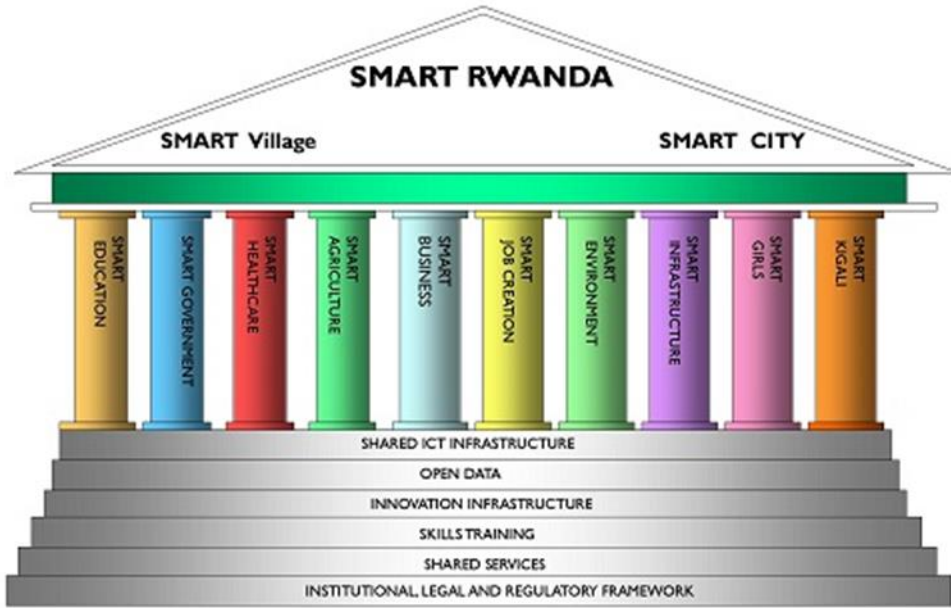 SMART RWANDA
SMART Village
SMART CITY
SMART
EDUCATION
SMART GOVERNMENT
SMART
HEALTHCARE
SMART
AGRICULTURE
SMART
BUSINESS
SMART
JOB CREATION
SMART
ENVIRONMENT
SMART
INFRASTRUCTURE
SMART
GIRLS
SMART
KIGALI
SHARED ICT INFRASTRUCTURE
OPEN DATA
INNOVATION INFRASTRUCTURE
SKILLS TRAINING
SHARED SERVICES
INSTITUTIONAL, LEGAL AND REGULATORY FRAMEWORK